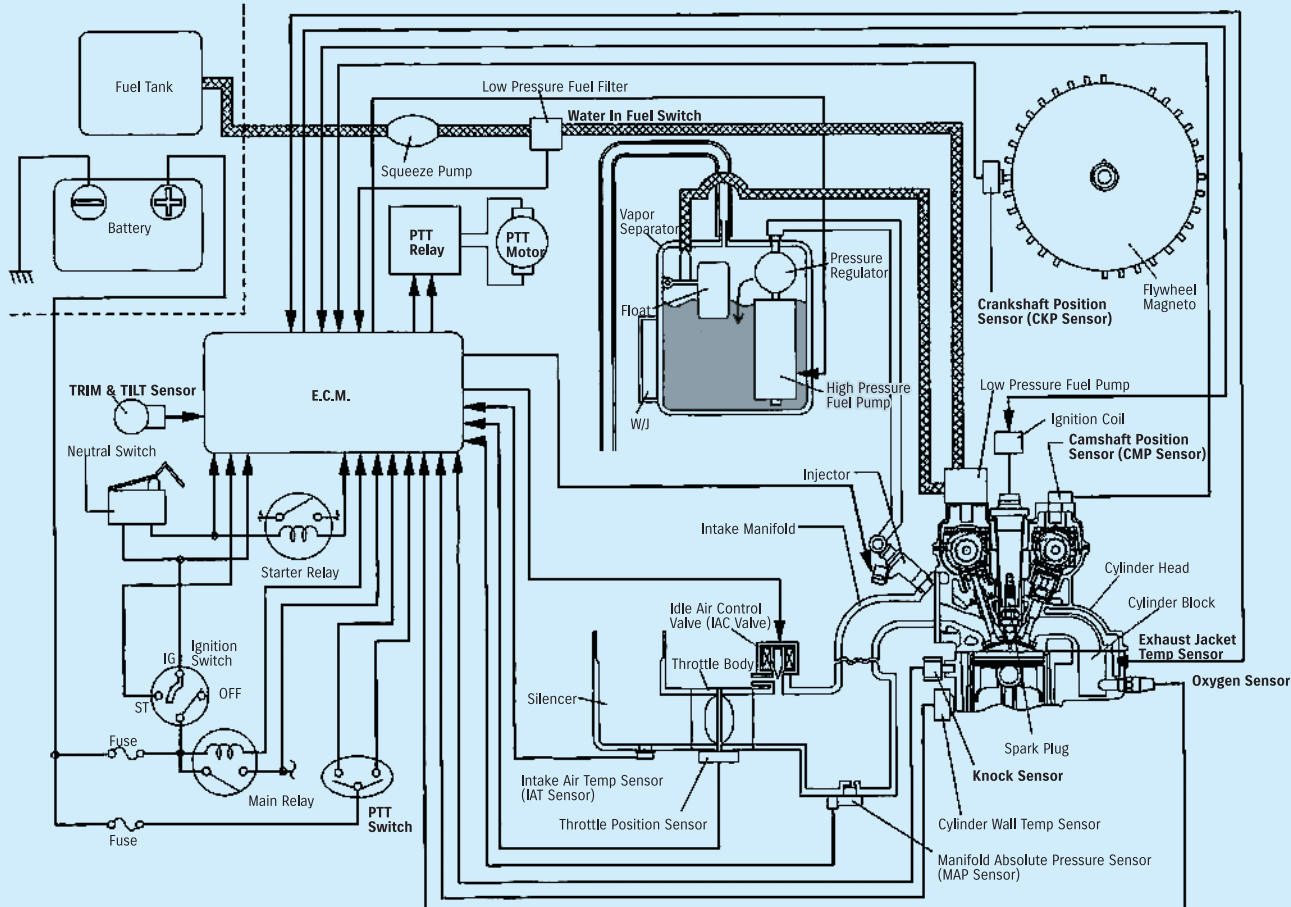 Fuel Tank
Low Pressure Fuel Filter
Water In Fuel Switch
Squeeze Pump
Battery
PTT
Relay
PTT
Motor
Vapor
Separator
Pressure
Regulator
Float
Flywheel
Magneto
Crankshaft Position
Sensor (CKP Sensor)
High Pressure
Fuel Pump
W/J
Low Pressure Fuel Pump
Ignition Coil
Camshaft Position
Sensor (CMP Sensor)
TRIM & TILT Sensor
E.C.M.
Neutral Switch
Starter Relay
Injector
Intake Manifold
Cylinder Head
Cylinder Block
Exhaust Jacket
Temp Sensor
Oxygen Sensor
Idle Air Control
Valve (IAC Valve)
Throttle Body
Silencer
Ignition
Switch
IG
OFF
ST
Fuse
Main Relay
PTT
Switch
Fuse
Intake Air Temp Sensor
(IAT Sensor)
Throttle Position Sensor
Spark Plug
Knock Sensor
Cylinder Wall Temp Sensor
Manifold Absolute Pressure Sensor
(MAP Sensor)